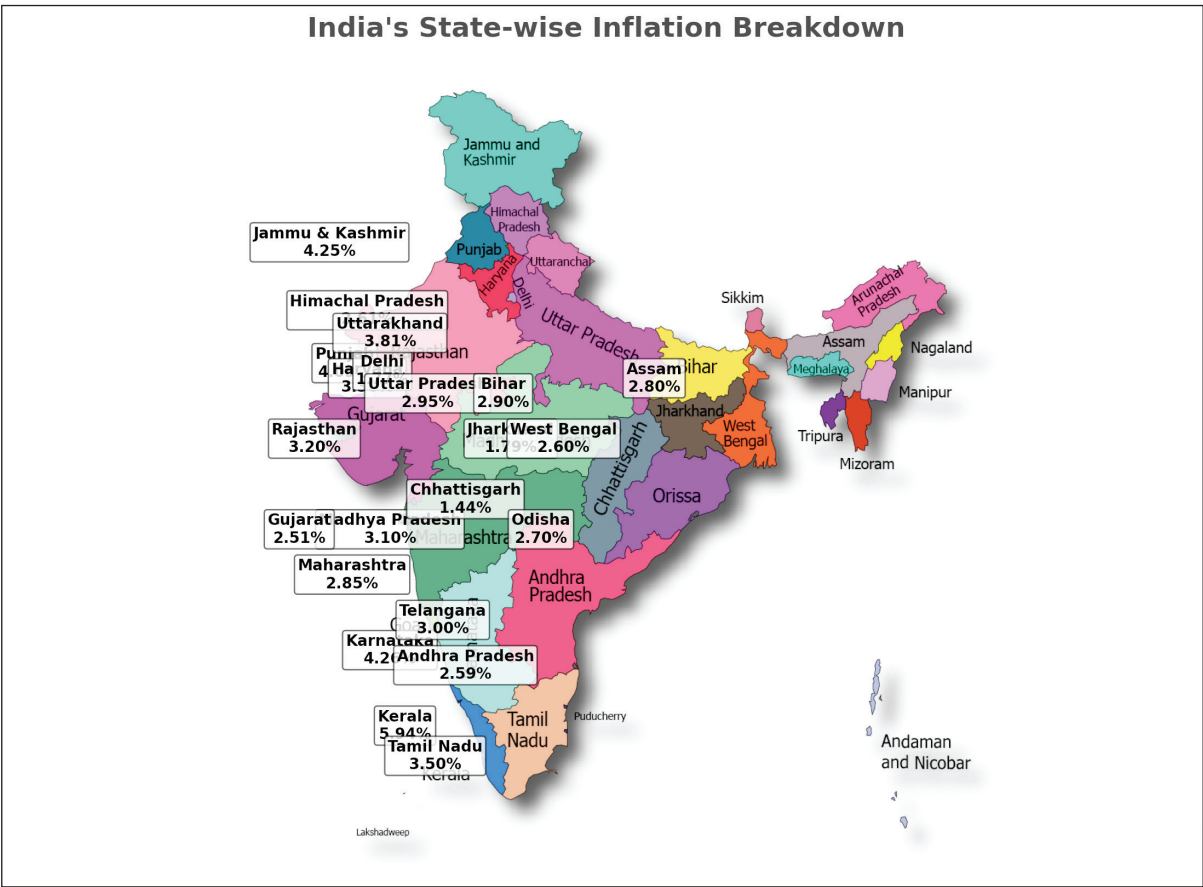 India's State-wise Inflation Breakdown
Jammu and
Kashmir
Himachal
Pradesh
Jammu & Kashmir
4.25%
Punjab
Haryana
Uttaranchal
Delhi
Arunachal
Pradesh
Sikkim
Himachal Pradesh
Uttarakhand
3.81%
Uttar Pradesh
Assam
Nagaland
Delhi
Bihar
Meghalaya
Assam
2.80%
Uttar Prades
2.95%
Bihar
2.90%
Manipur
Gujarat
Jharkhand
Rajasthan
3.20%
West Bengal
2.60%
West
Bengal
Tripura
Mizoram
Chhattisgarh
Chhattisgarh
1.44%
Orissa
Gujarat
2.51%
adhya Pradesh
3.10%
Maharashtra
Odisha
2.70%
Maharashtra
2.85%
Andhra
Pradesh
Telangana
3.00%
Karnataka
Andhra Pradesh
2.59%
Kerala
5.94%
Tamil
Nadu
Puducherry
Tamil Nadu
3.50%
Kerala
Andaman
and Nicobar
Lakshadweep